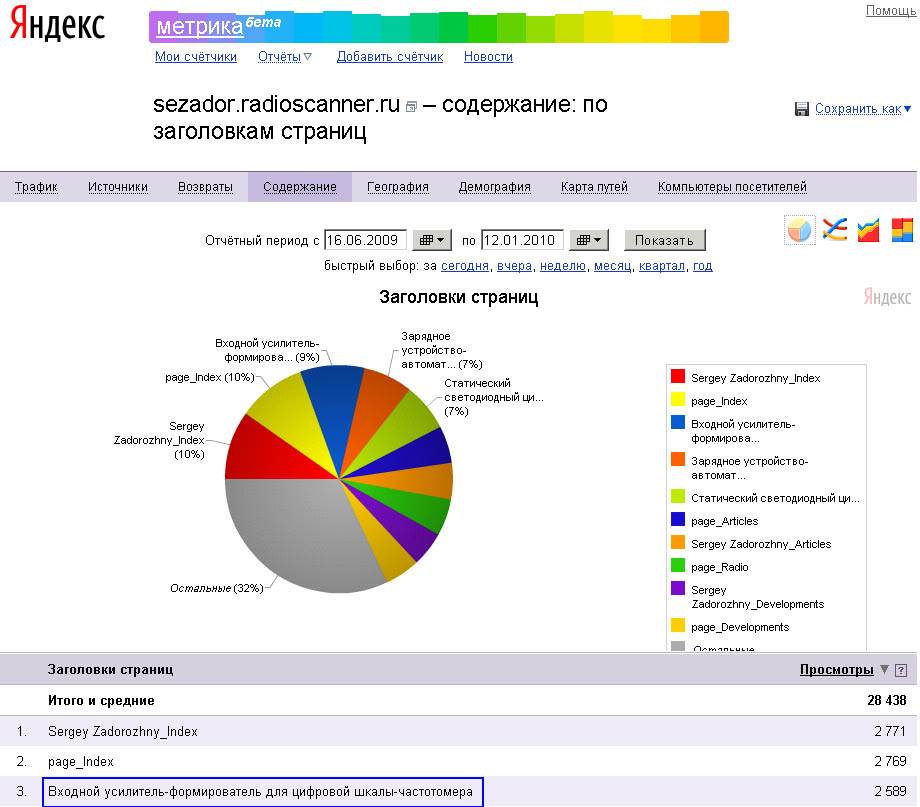 Яндекс
метрика бета
Помощь
Мои счётчики Отчёты Добавить счётчик Новости
sezador.radioscanner.ru – содержание: по
заголовкам страниц
Сохранить как
Трафик Источники Возвраты Содержание География Демография Карта путей Компьютеры посетителей
Отчётный период с 16.06.2009 по 12.01.2010 Показать
быстрый выбор: за сегодня, вчера, неделю, месяц, квартал, год
Заголовки страниц
Яндекс
Входной усилитель-
формирова... (9%)
Зарядное
устройство-
автомат... (7%)
page_Index (10%)
Статический
светодиодный ци...
(7%)
Sergey
Zadorozhny_Index
(10%)
Остальные (32%)
Sergey Zadorozhny_Index
page_Index
Входной усилитель-
формирова...
Зарядное устройство-
автомат...
Статический светодиодный ци...
page_Articles
Sergey Zadorozhny_Articles
page_Radio
Sergey
Zadorozhny_Developments
page_Developments
Остальные
Заголовки страниц Просмотры ▼ ?
Итого и средние 28 438
1. Sergey Zadorozhny_Index 2 771
2. page_Index 2 769
3. Входной усилитель-формирователь для цифровой шкалы-частотомера 2 589